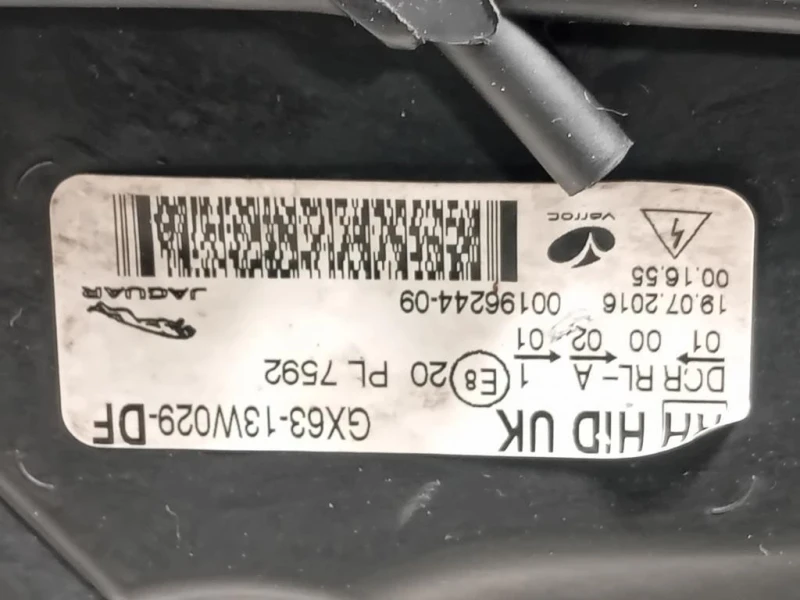 RH HiD UK GX63-13W029-DF
DCR RL-A 1 E8 20 PL 7592
01 00 02 01
19.07.2016 00196244-09 JAGUAR
00.16.55
varroc